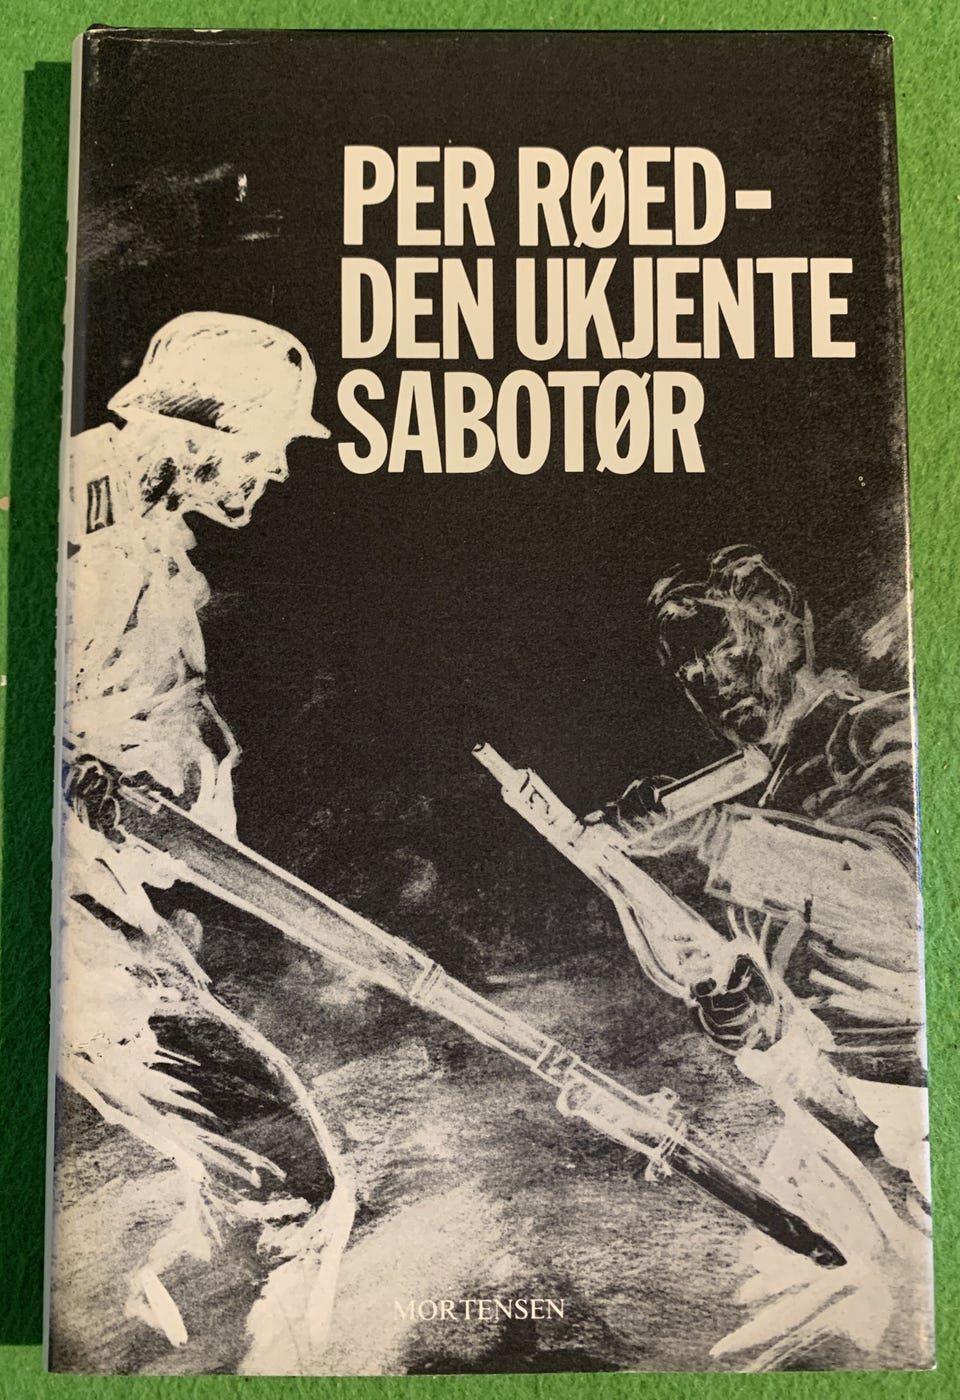 PER RØED-
DEN UKJENTE
SABOTØR
MORTENSEN